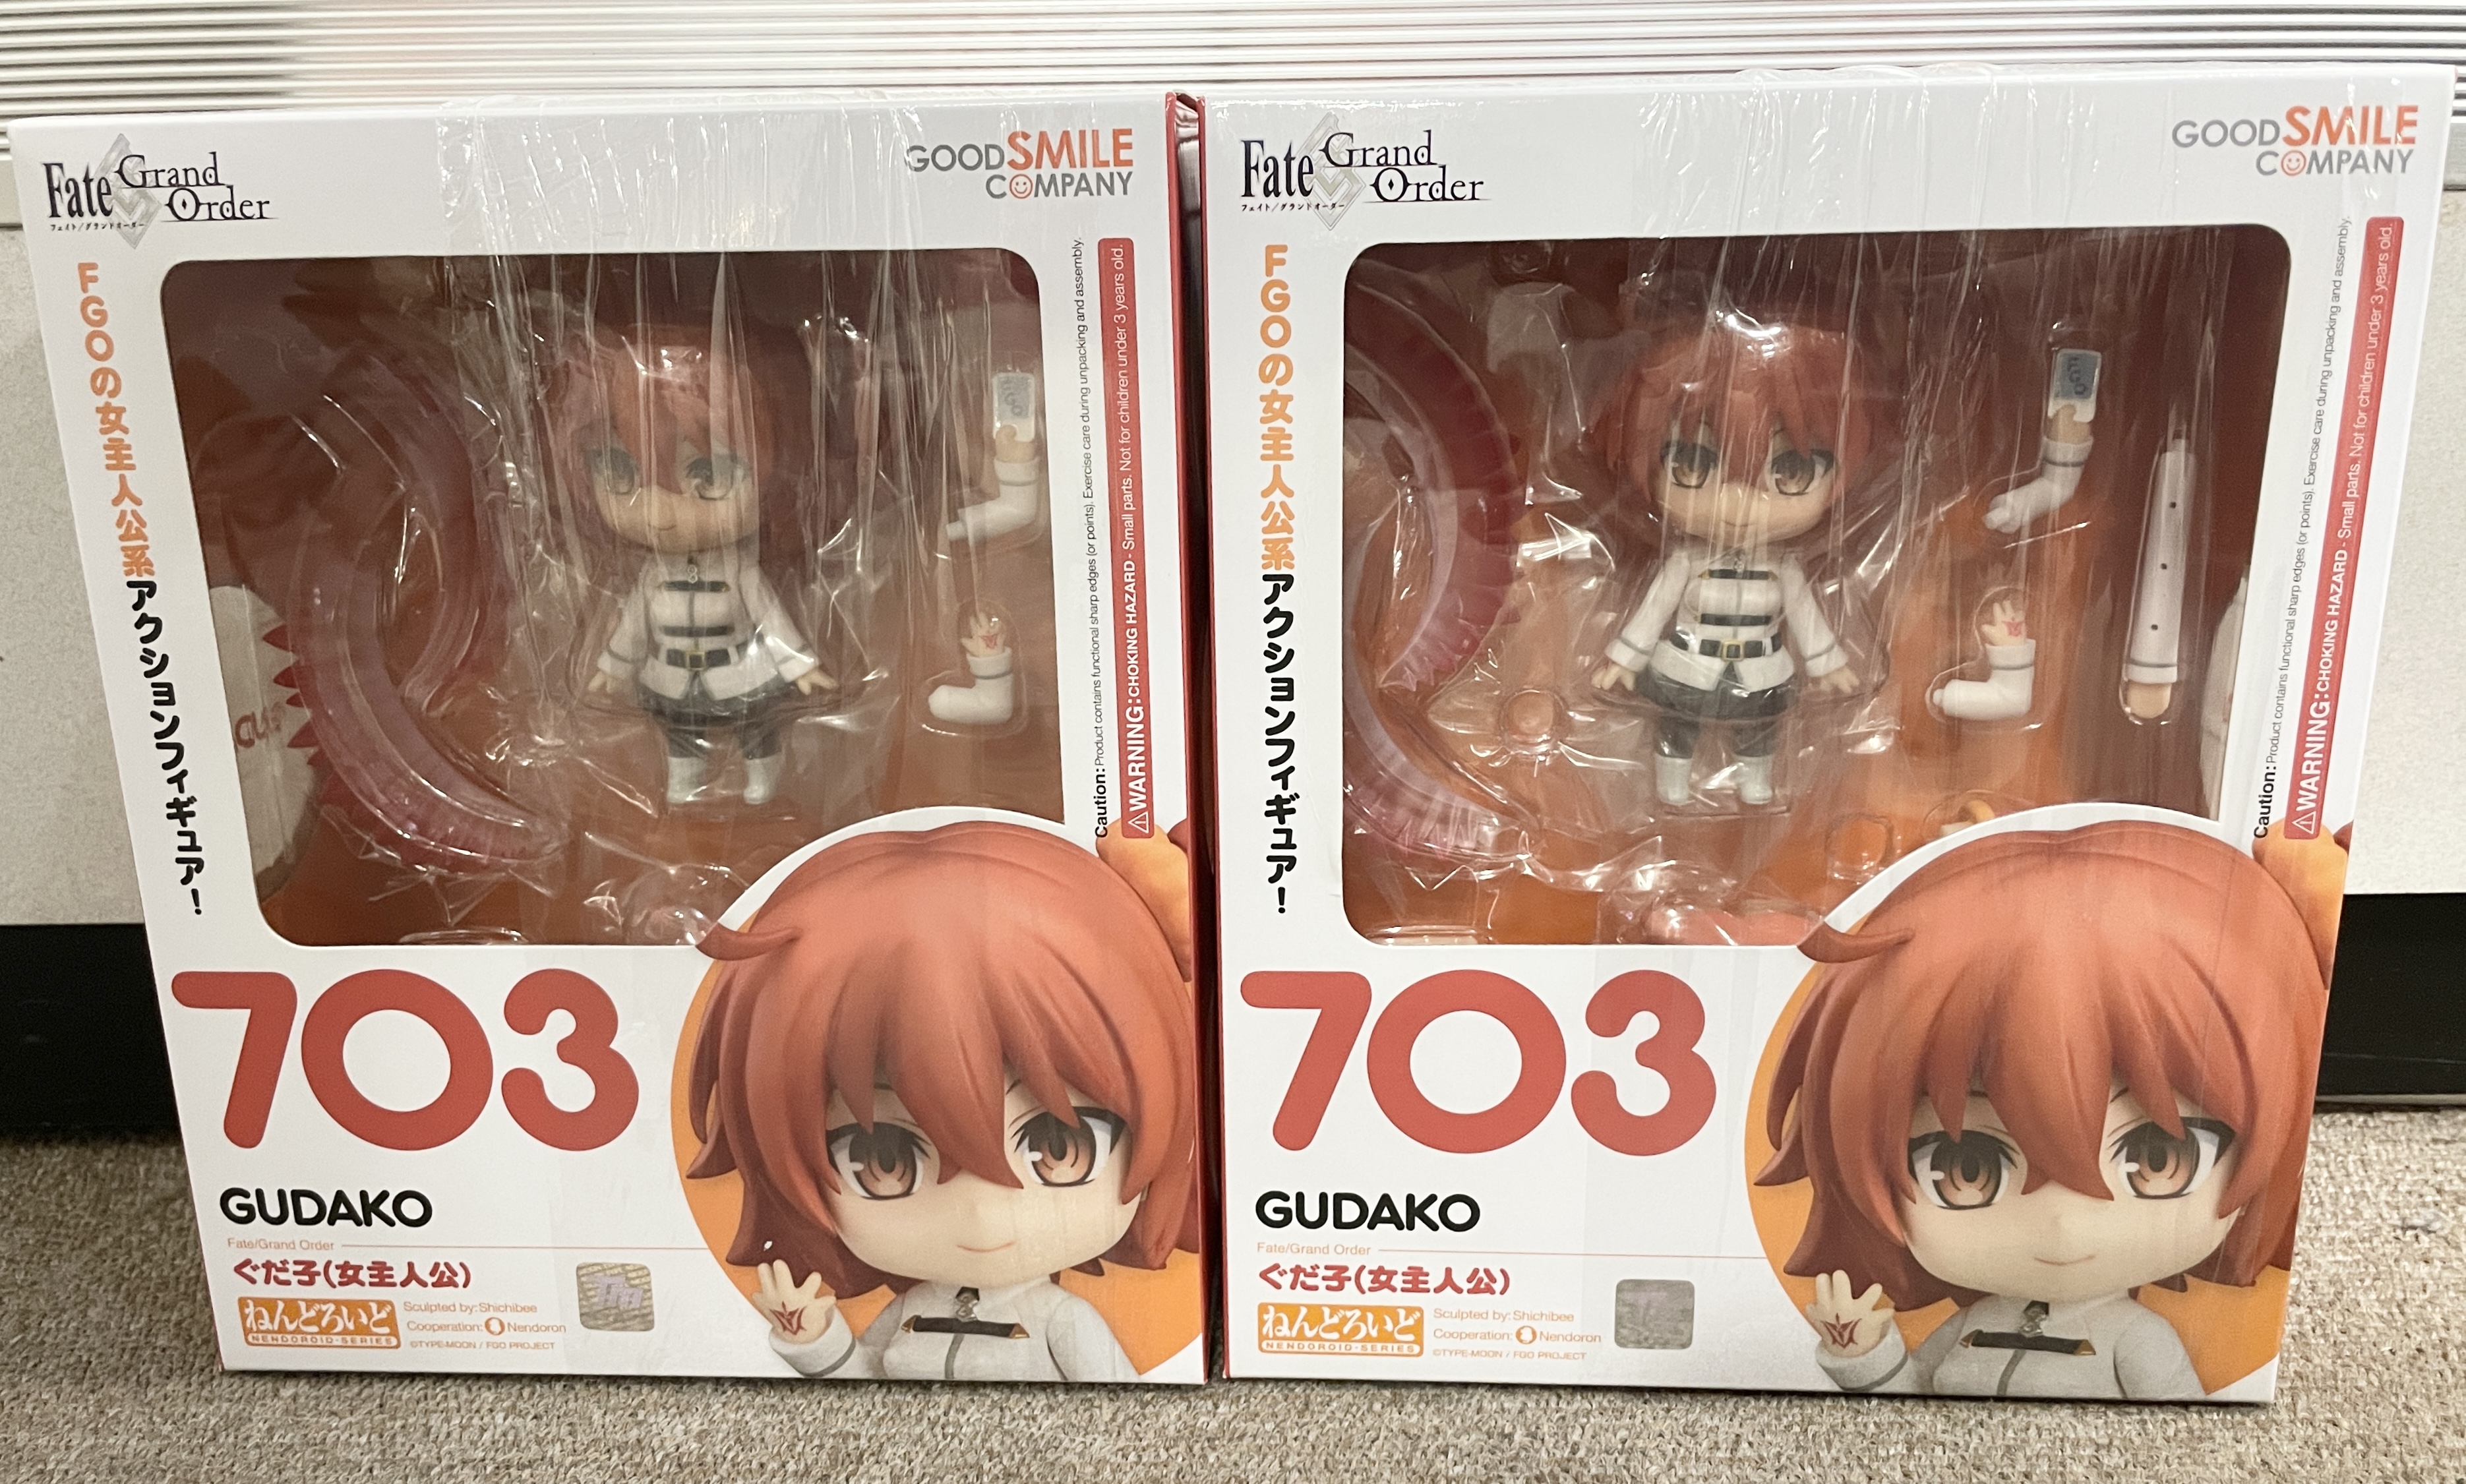 Fate Grand Order
フェイト/グランドオーダー
GOOD SMILE
COMPANY
FGOの女主人公系アクションフィギュア!
Caution: Product contains functional sharp edges (or points). Exercise care during unpacking and assembly.
⚠WARNING: CHOKING HAZARD - Small parts. Not for children under 3 years old.
703
GUDAKO
Fate/Grand Order
ぐだ子(女主人公)
ねんどろいど
NENDOROID-SERIES
Sculpted by: Shichibee
Cooperation: Nendoron
©TYPE-MOON / FGO PROJECT
Fate Grand Order
フェイト/グランドオーダー
GOOD SMILE
COMPANY
FGOの女主人公系アクションフィギュア!
Caution: Product contains functional sharp edges (or points). Exercise care during unpacking and assembly.
⚠WARNING: CHOKING HAZARD - Small parts. Not for children under 3 years old.
703
GUDAKO
Fate/Grand Order
ぐだ子(女主人公)
ねんどろいど
NENDOROID-SERIES
Sculpted by: Shichibee
Cooperation: Nendoron
©TYPE-MOON / FGO PROJECT